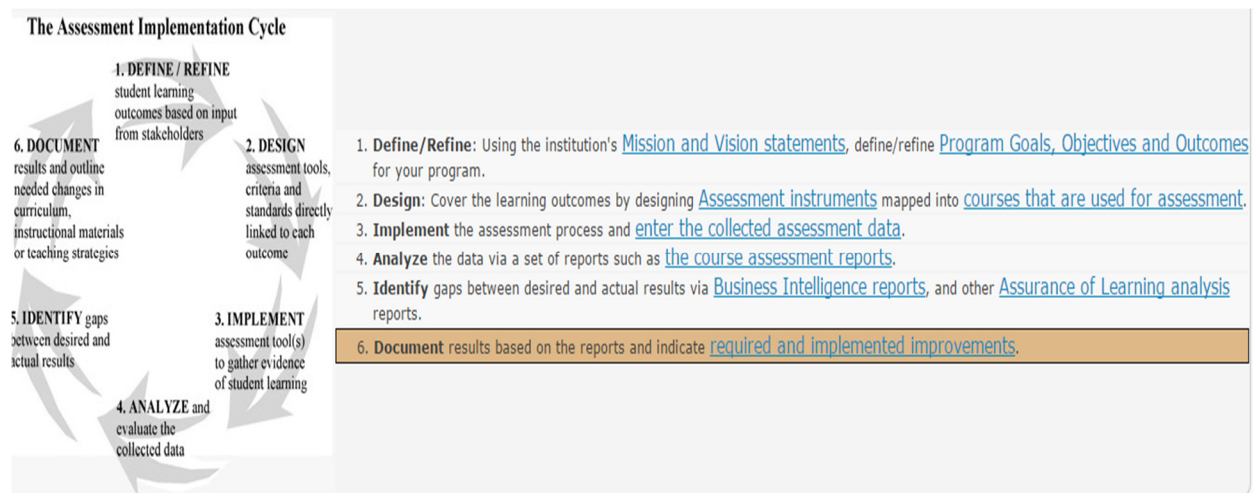 The Assessment Implementation Cycle
1. DEFINE / REFINE
student learning
outcomes based on input
from stakeholders
2. DESIGN
assessment tools,
criteria and
standards directly
linked to each
outcome
3. IMPLEMENT
assessment tool(s)
to gather evidence
of student learning
4. ANALYZE and
evaluate the
collected data
5. IDENTIFY gaps
between desired and
actual results
6. DOCUMENT
results and outline
needed changes in
curriculum,
instructional materials
or teaching strategies
1. Define/Refine: Using the institution's Mission and Vision statements, define/refine Program Goals, Objectives and Outcomes
for your program.
2. Design: Cover the learning outcomes by designing Assessment instruments mapped into courses that are used for assessment.
3. Implement the assessment process and enter the collected assessment data.
4. Analyze the data via a set of reports such as the course assessment reports.
5. Identify gaps between desired and actual results via Business Intelligence reports, and other Assurance of Learning analysis
reports.
6. Document results based on the reports and indicate required and implemented improvements.